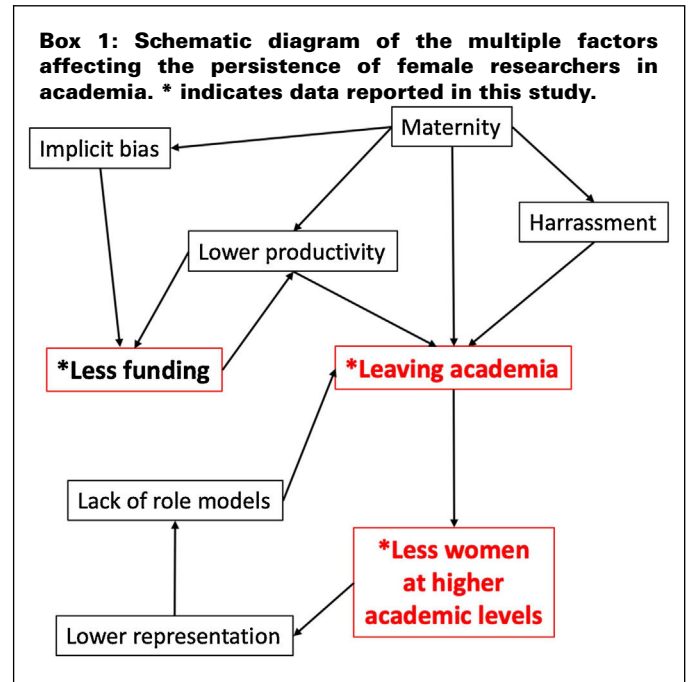 Box 1: Schematic diagram of the multiple factors
affecting the persistence of female researchers in
academia. * indicates data reported in this study.
Maternity
Implicit bias
Harrassment
Lower productivity
*Less funding
*Leaving academia
Lack of role models
*Less women
at higher
academic levels
Lower representation